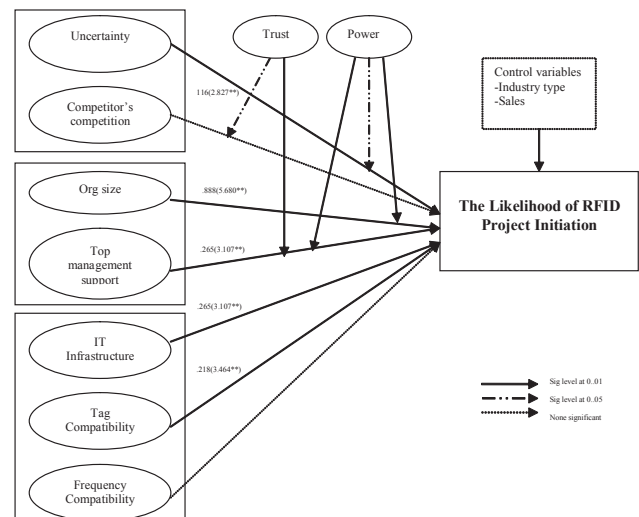 Uncertainty
Trust
Power
116(2.827**)
Competitor's
competition
Control variables
-Industry type
-Sales
Org size
.888(5.680**)
The Likelihood of RFID
Project Initiation
Top
management
support
.265(3.107**)
IT
Infrastructure
.265(3.107**)
.218(3.464**)
Tag
Compatibility
Sig level at 0.01
Sig level at 0.05
None significant
Frequency
Compatibility